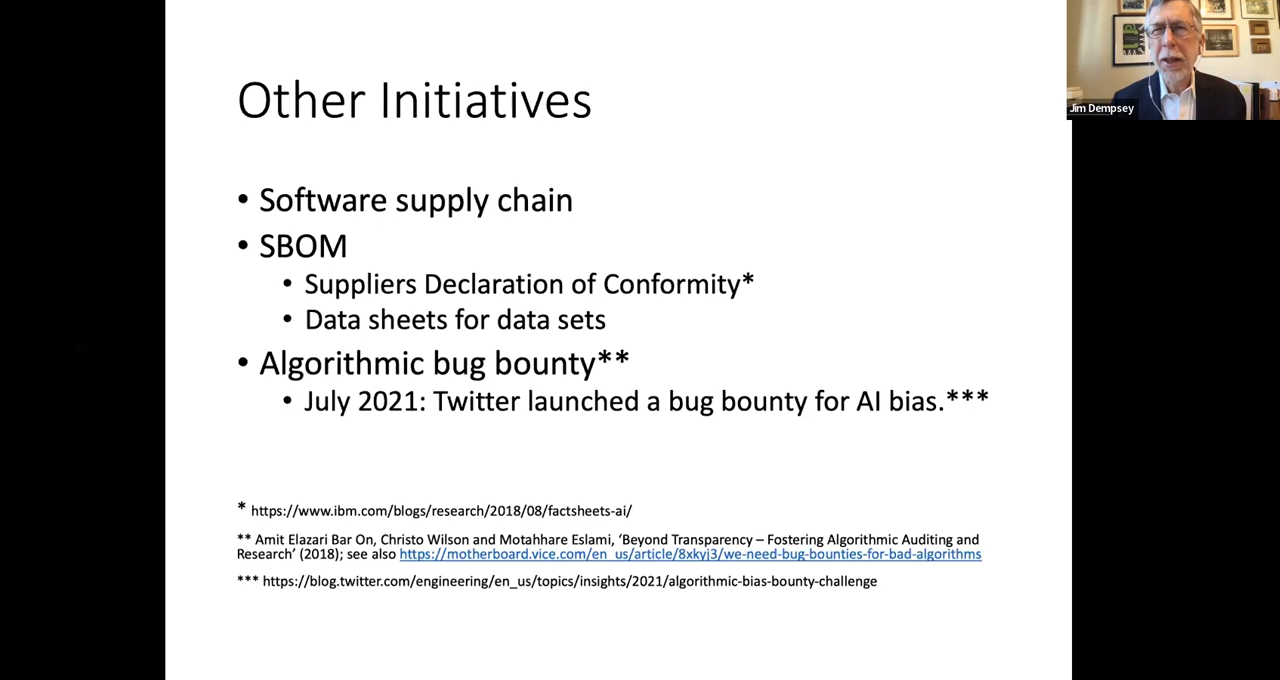 Other Initiatives
• Software supply chain
• SBOM
• Suppliers Declaration of Conformity*
• Data sheets for data sets
• Algorithmic bug bounty**
• July 2021: Twitter launched a bug bounty for AI bias.***
* https://www.ibm.com/blogs/research/2018/08/factsheets-ai/
** Amit Elazari Bar On, Christo Wilson and Motahhare Eslami, ‘Beyond Transparency – Fostering Algorithmic Auditing and
Research’ (2018); see also https://motherboard.vice.com/en_us/article/8xkyj3/we-need-bug-bounties-for-bad-algorithms
*** https://blog.twitter.com/engineering/en_us/topics/insights/2021/algorithmic-bias-bounty-challenge
Jim Dempsey